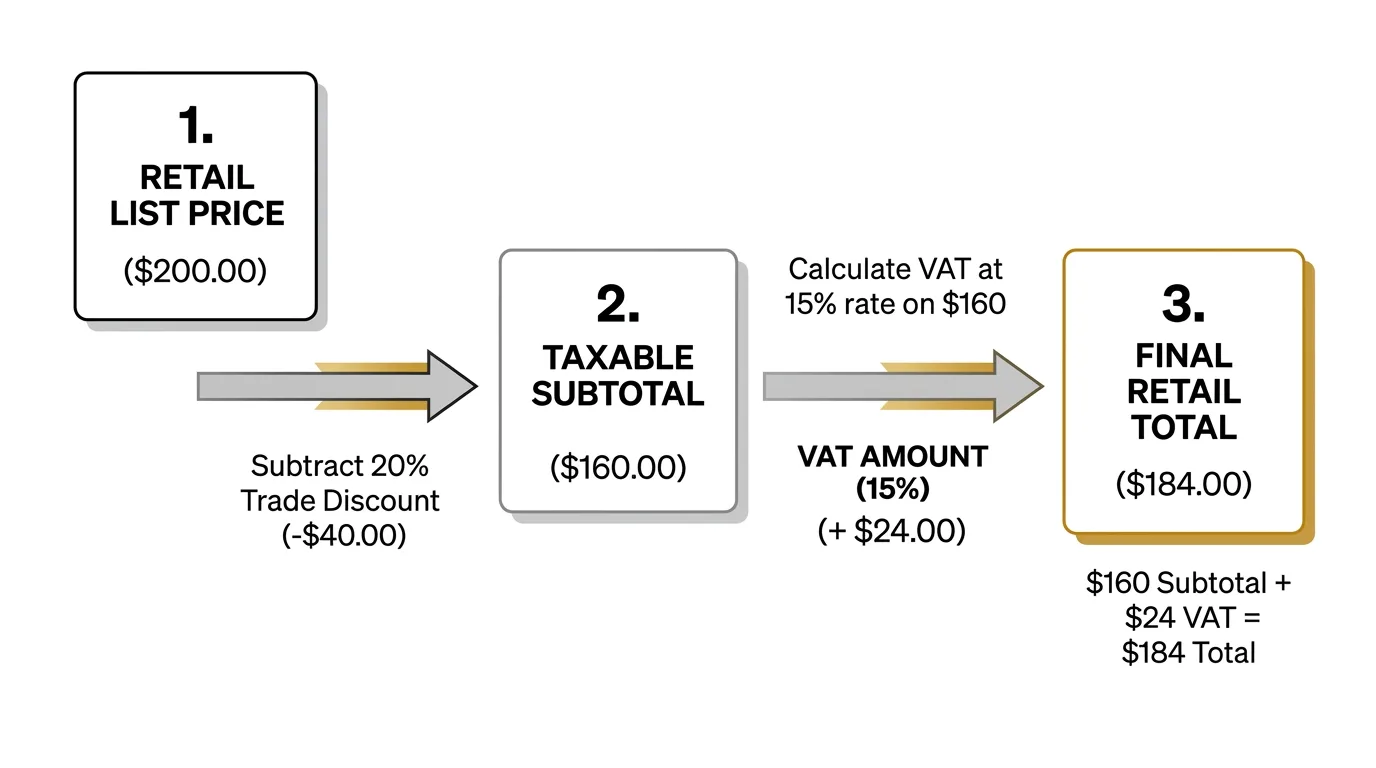 1.
RETAIL
LIST PRICE
($200.00)
Subtract 20%
Trade Discount
(-$40.00)
2.
TAXABLE
SUBTOTAL
($160.00)
Calculate VAT at
15% rate on $160
VAT AMOUNT
(15%)
(+ $24.00)
3.
FINAL
RETAIL
TOTAL
($184.00)
$160 Subtotal +
$24 VAT =
$184 Total